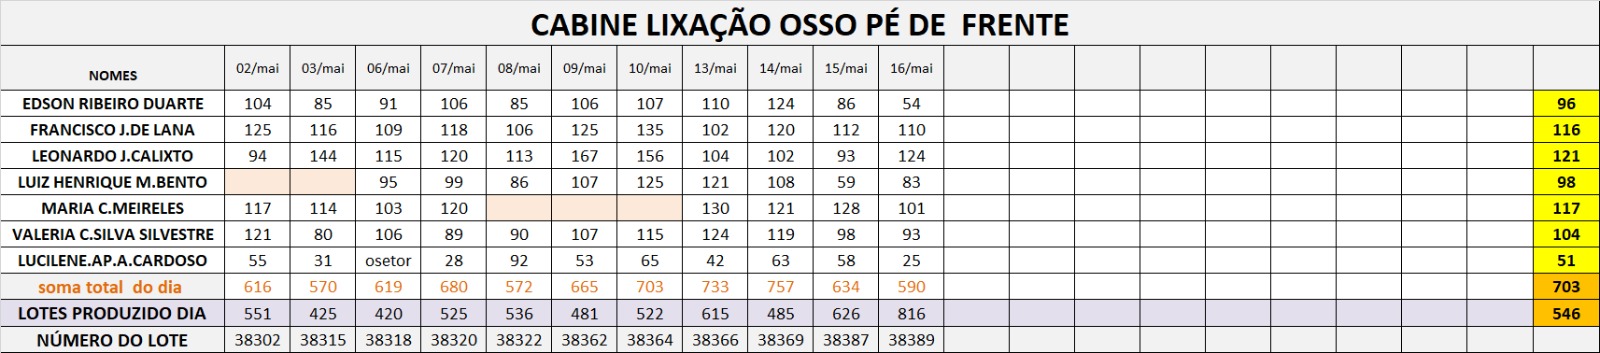 CABINE LIXAÇÃO OSSO PÉ DE FRENTE
NOMES 02/mai 03/mai 06/mai 07/mai 08/mai 09/mai 10/mai 13/mai 14/mai 15/mai 16/mai
EDSON RIBEIRO DUARTE 104 85 91 106 85 106 107 110 124 86 54 96
FRANCISCO J.DE LANA 125 116 109 118 106 125 135 102 120 112 110 116
LEONARDO J.CALIXTO 94 144 115 120 113 167 156 104 102 93 124 121
LUIZ HENRIQUE M.BENTO 95 99 86 107 125 121 108 59 83 98
MARIA C.MEIRELES 117 114 103 120 130 121 128 101 117
VALERIA C.SILVA SILVESTRE 121 80 106 89 90 107 115 124 119 98 93 104
LUCILENE.AP.A.CARDOSO 55 31 osetor 28 92 53 65 42 63 58 25 51
soma total do dia 616 570 619 680 572 665 703 733 757 634 590 703
LOTES PRODUZIDO DIA 551 425 420 525 536 481 522 615 485 626 816 546
NÚMERO DO LOTE 38302 38315 38318 38320 38322 38362 38364 38366 38369 38387 38389